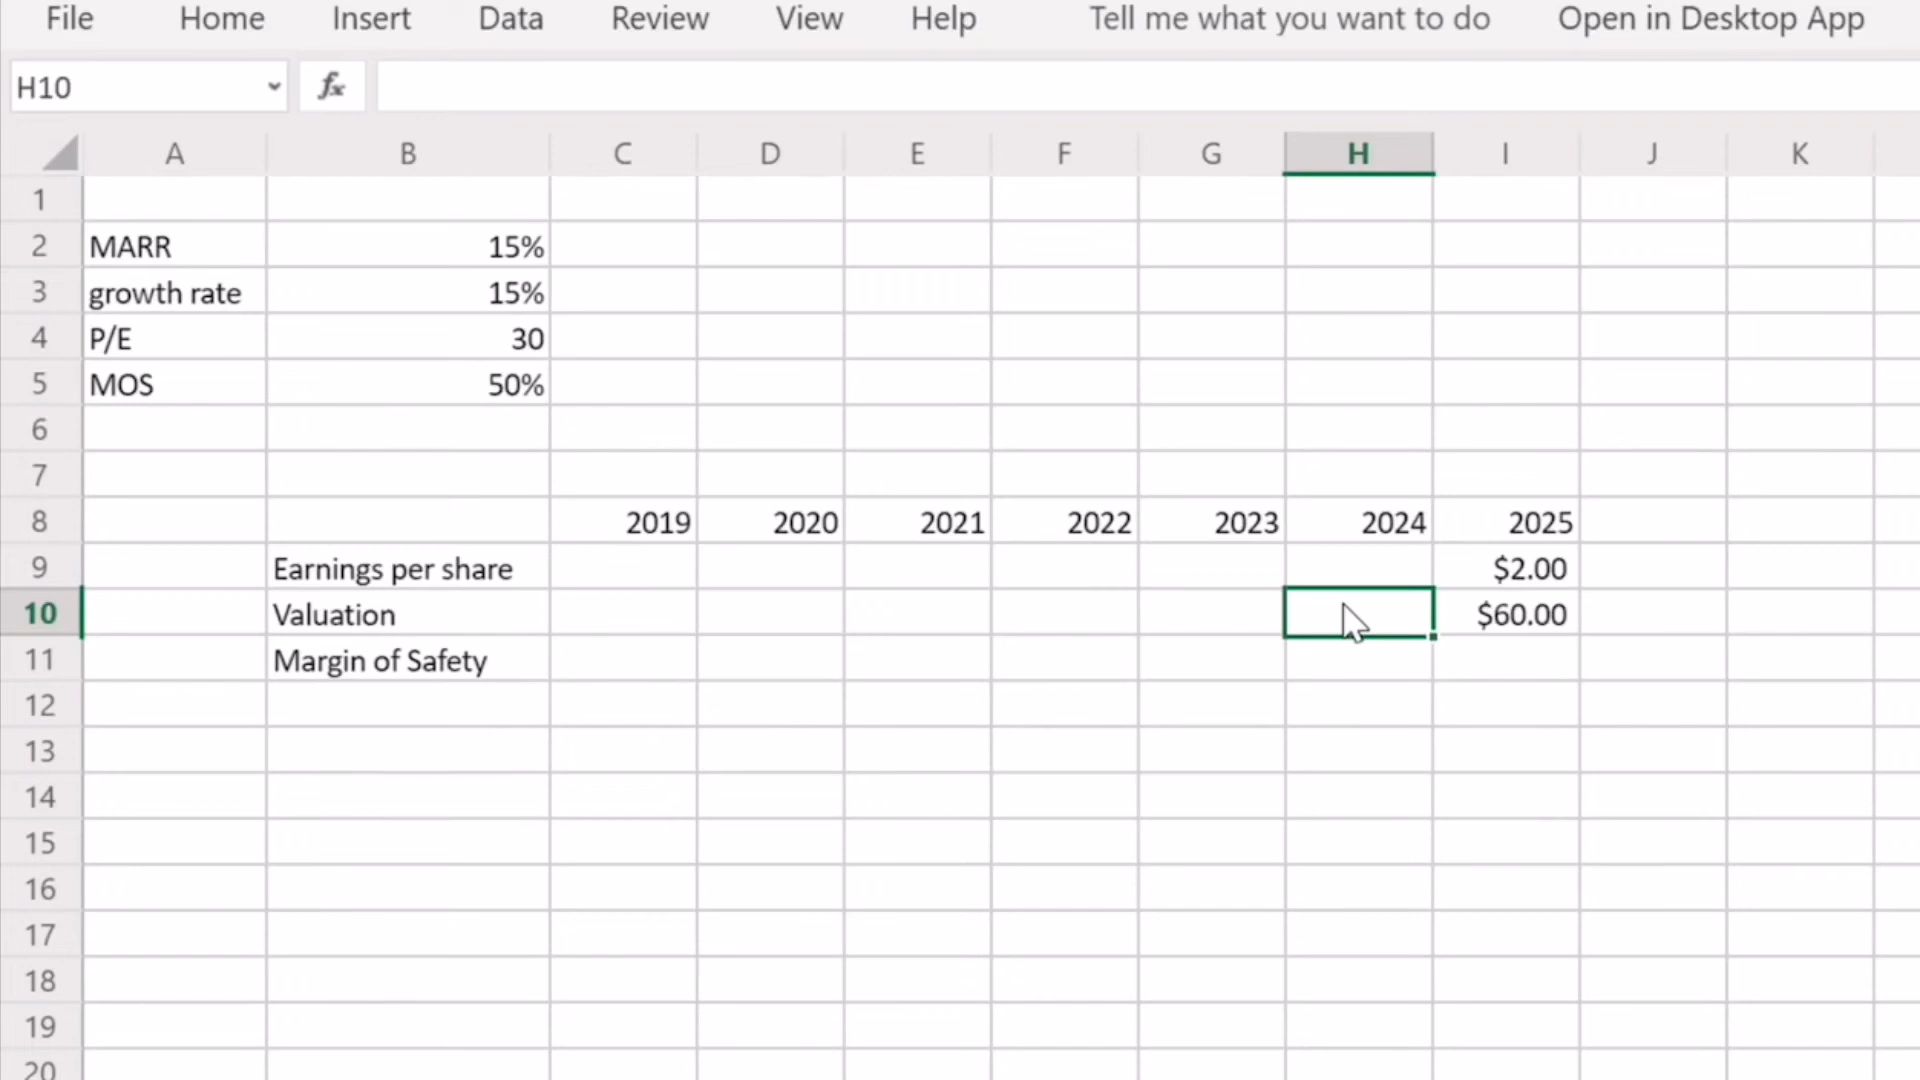 File Home Insert Data Review View Help Tell me what you want to do Open in Desktop App
H10 fx
A B C D E F G H I J K
1
2 MARR 15%
3 growth rate 15%
4 P/E 30
5 MOS 50%
6
7
8 2019 2020 2021 2022 2023 2024 2025
9 Earnings per share $2.00
10 Valuation $60.00
11 Margin of Safety
12
13
14
15
16
17
18
19
20